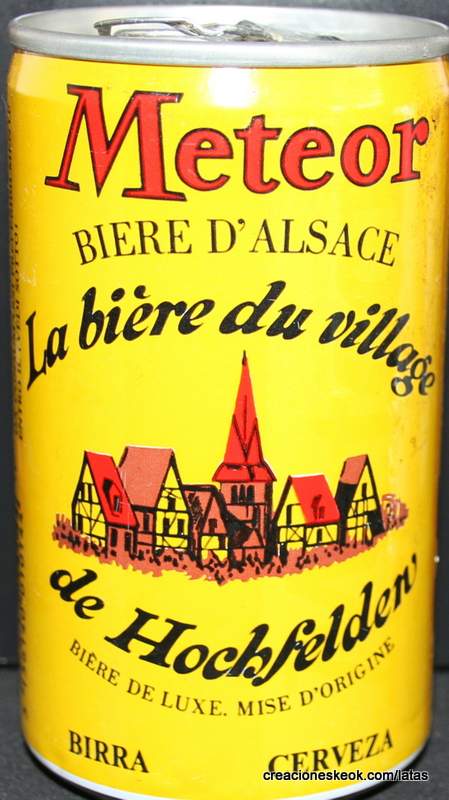 Meteor
BIERE D'ALSACE
La bière du village
de Hochfelden
BIÈRE DE LUXE. MISE D'ORIGINE
BIRRA CERVEZA
creacioneskeok.com/latas